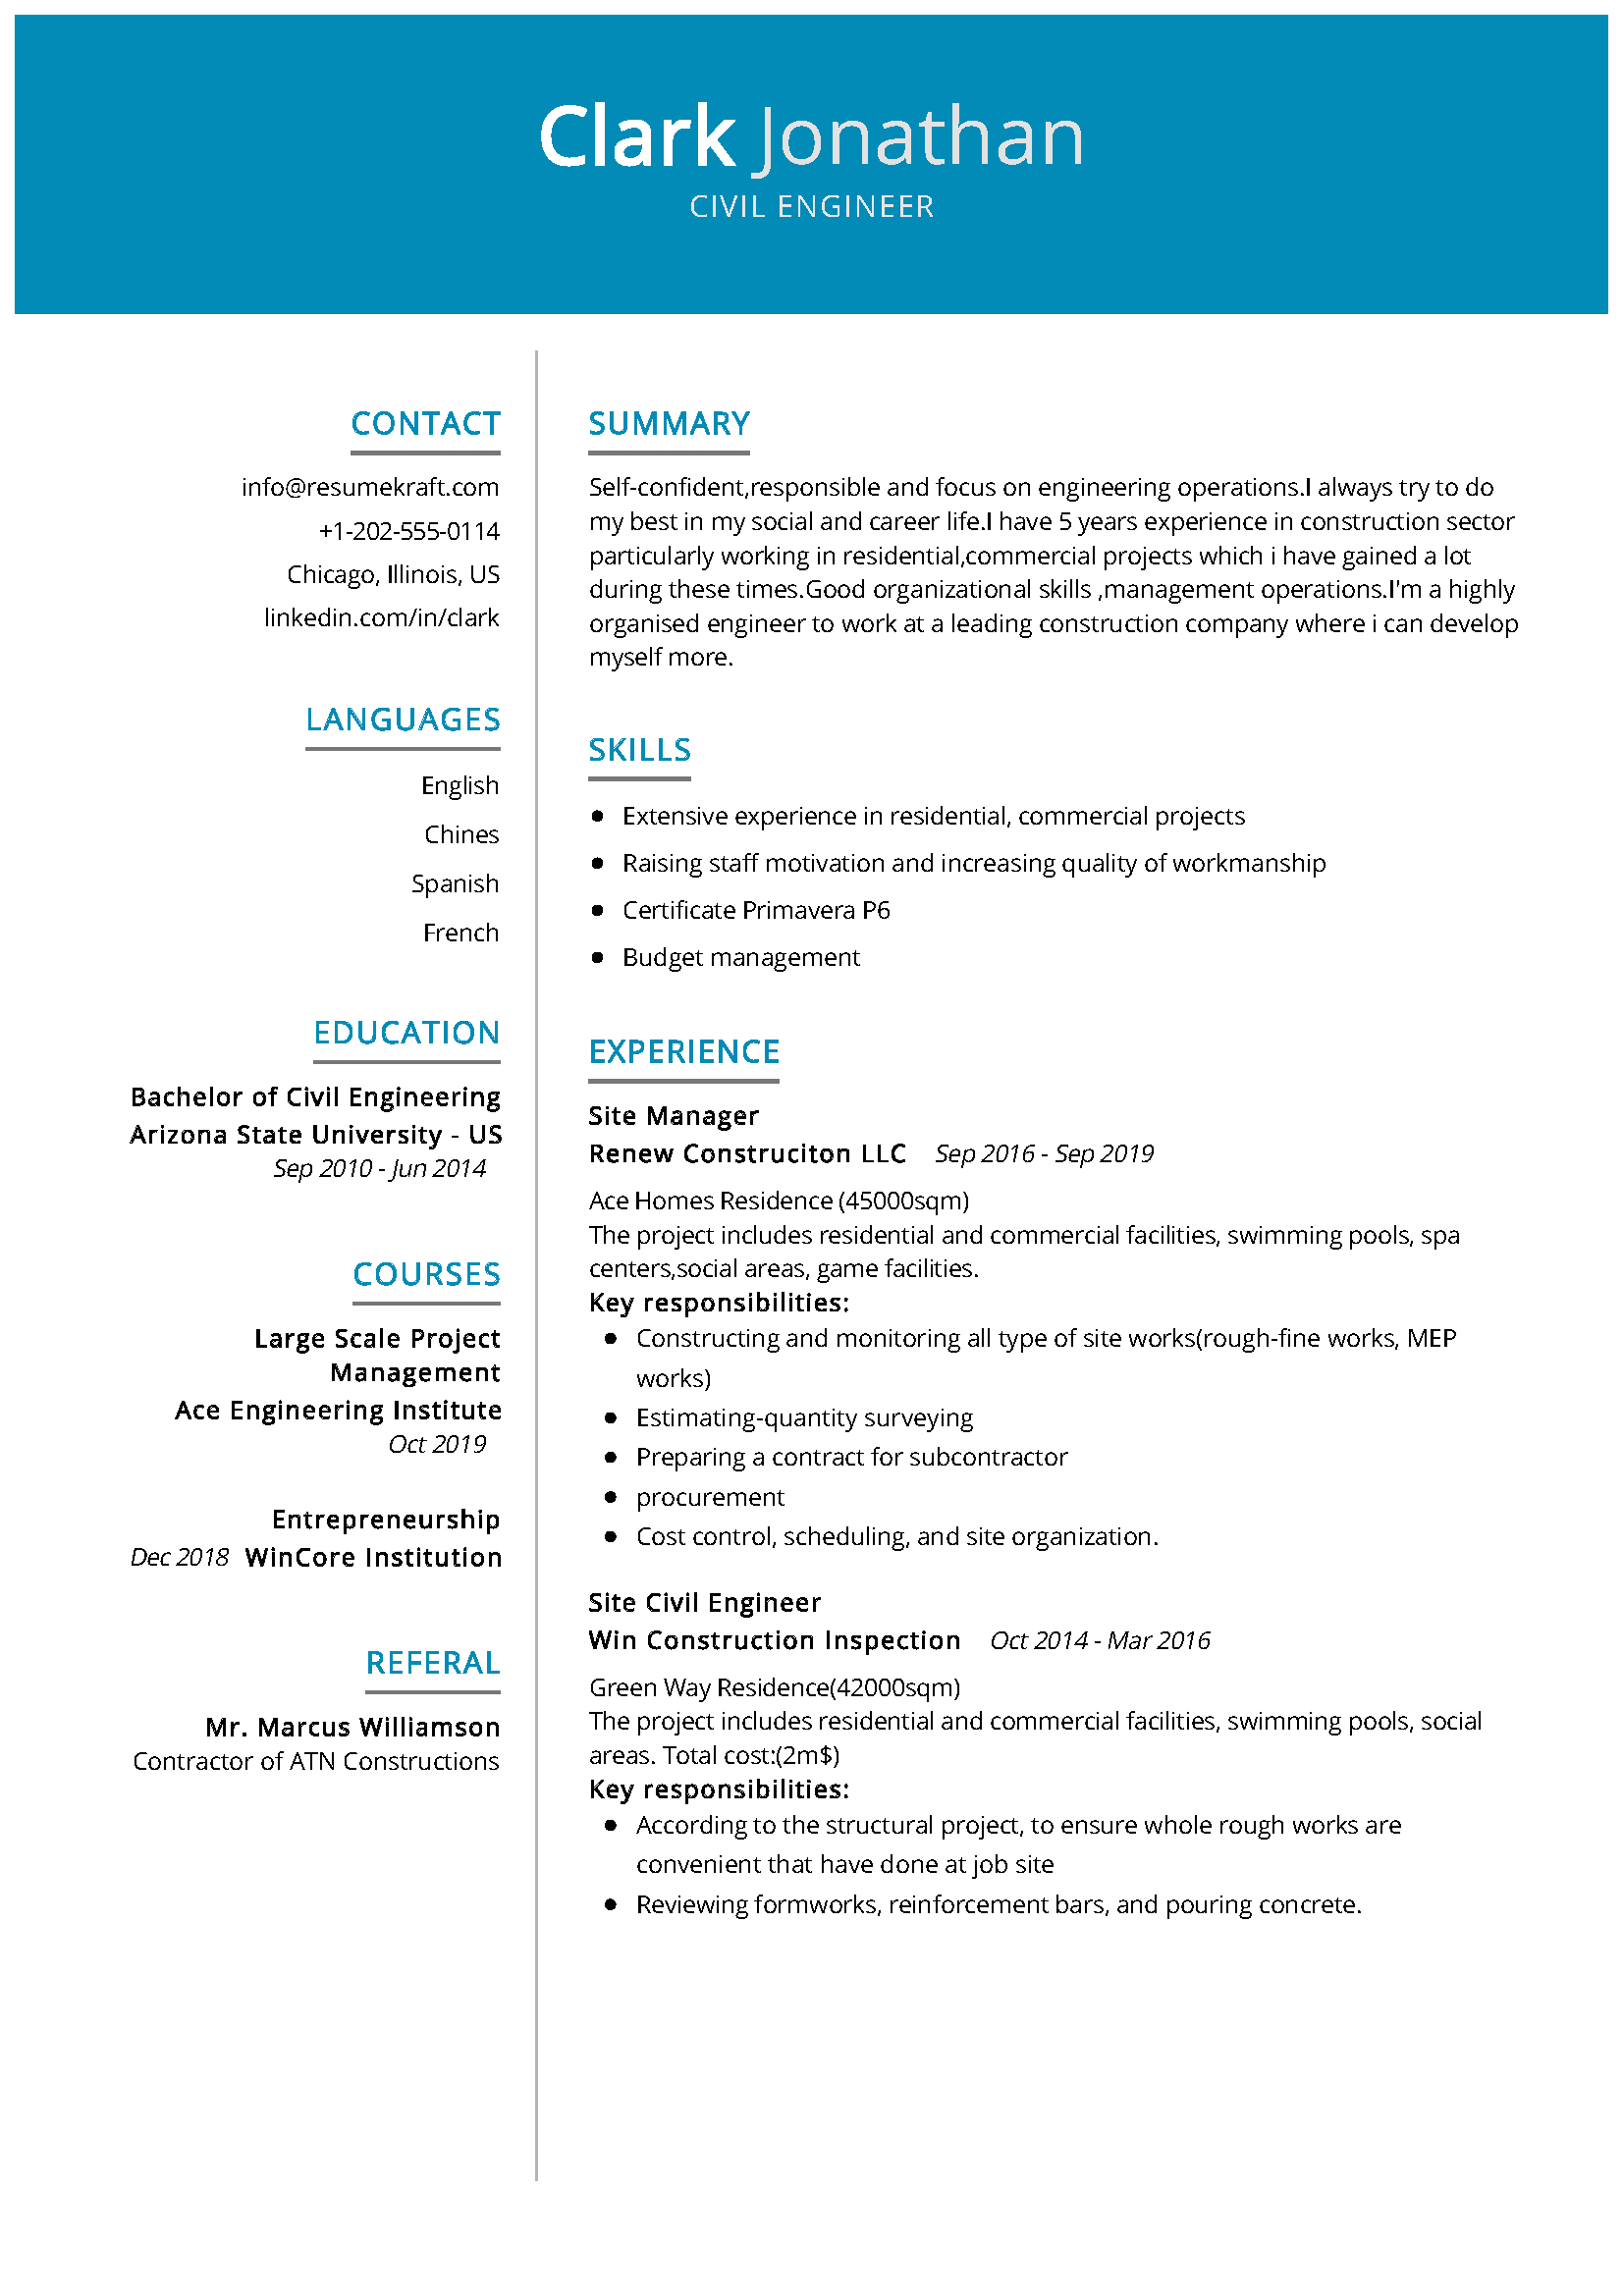 Clark Jonathan
CIVIL ENGINEER
CONTACT
info@resumekraft.com
+1-202-555-0114
Chicago, Illinois, US
linkedin.com/in/clark
LANGUAGES
English
Chines
Spanish
French
EDUCATION
Bachelor of Civil Engineering
Arizona State University - US
Sep 2010 - Jun 2014
COURSES
Large Scale Project
Management
Ace Engineering Institute
Oct 2019
Entrepreneurship
Dec 2018 WinCore Institution
REFERAL
Mr. Marcus Williamson
Contractor of ATN Constructions
SUMMARY
Self-confident,responsible and focus on engineering operations.I always try to do
my best in my social and career life.I have 5 years experience in construction sector
particularly working in residential,commercial projects which i have gained a lot
during these times.Good organizational skills ,management operations.I'm a highly
organised engineer to work at a leading construction company where i can develop
myself more.
SKILLS
• Extensive experience in residential, commercial projects
• Raising staff motivation and increasing quality of workmanship
• Certificate Primavera P6
• Budget management
EXPERIENCE
Site Manager
Renew Construciton LLC Sep 2016 - Sep 2019
Ace Homes Residence (45000sqm)
The project includes residential and commercial facilities, swimming pools, spa
centers,social areas, game facilities.
Key responsibilities:
• Constructing and monitoring all type of site works(rough-fine works, MEP
works)
• Estimating-quantity surveying
• Preparing a contract for subcontractor
• procurement
• Cost control, scheduling, and site organization.
Site Civil Engineer
Win Construction Inspection Oct 2014 - Mar 2016
Green Way Residence(42000sqm)
The project includes residential and commercial facilities, swimming pools, social
areas. Total cost:(2m$)
Key responsibilities:
• According to the structural project, to ensure whole rough works are
convenient that have done at job site
• Reviewing formworks, reinforcement bars, and pouring concrete.